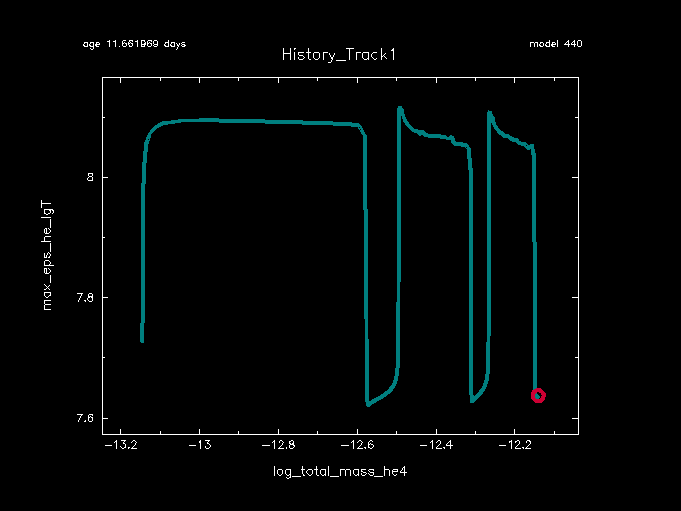 age 11.661969 days
model 440
History_Track1
max_eps_he_lgT
8
7.8
7.6
−13.2 −13 −12.8 −12.6 −12.4 −12.2
log_total_mass_he4